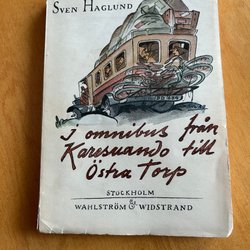 SVEN HAGLUND
i omnibus från
Karesuando till
Östra Torp
STOCKHOLM
WAHLSTRÖM & WIDSTRAND